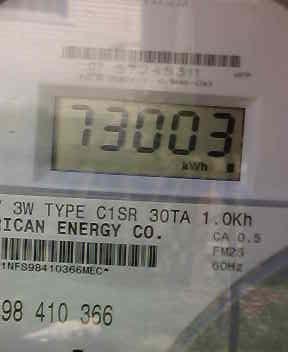 73003
kWh
3W TYPE C1SR 30TA 1.0Kh
RICAN ENERGY CO.
CA 0.5
FM2S
60Hz
1NFS98410366MEC*
98 410 366